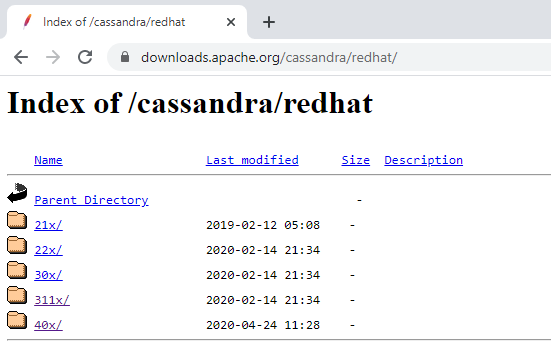 Index of /cassandra/redhat
downloads.apache.org/cassandra/redhat/
Index of /cassandra/redhat
Name Last modified Size Description
Parent Directory -
21x/ 2019-02-12 05:08 -
22x/ 2020-02-14 21:34 -
30x/ 2020-02-14 21:34 -
311x/ 2020-02-14 21:34 -
40x/ 2020-04-24 11:28 -